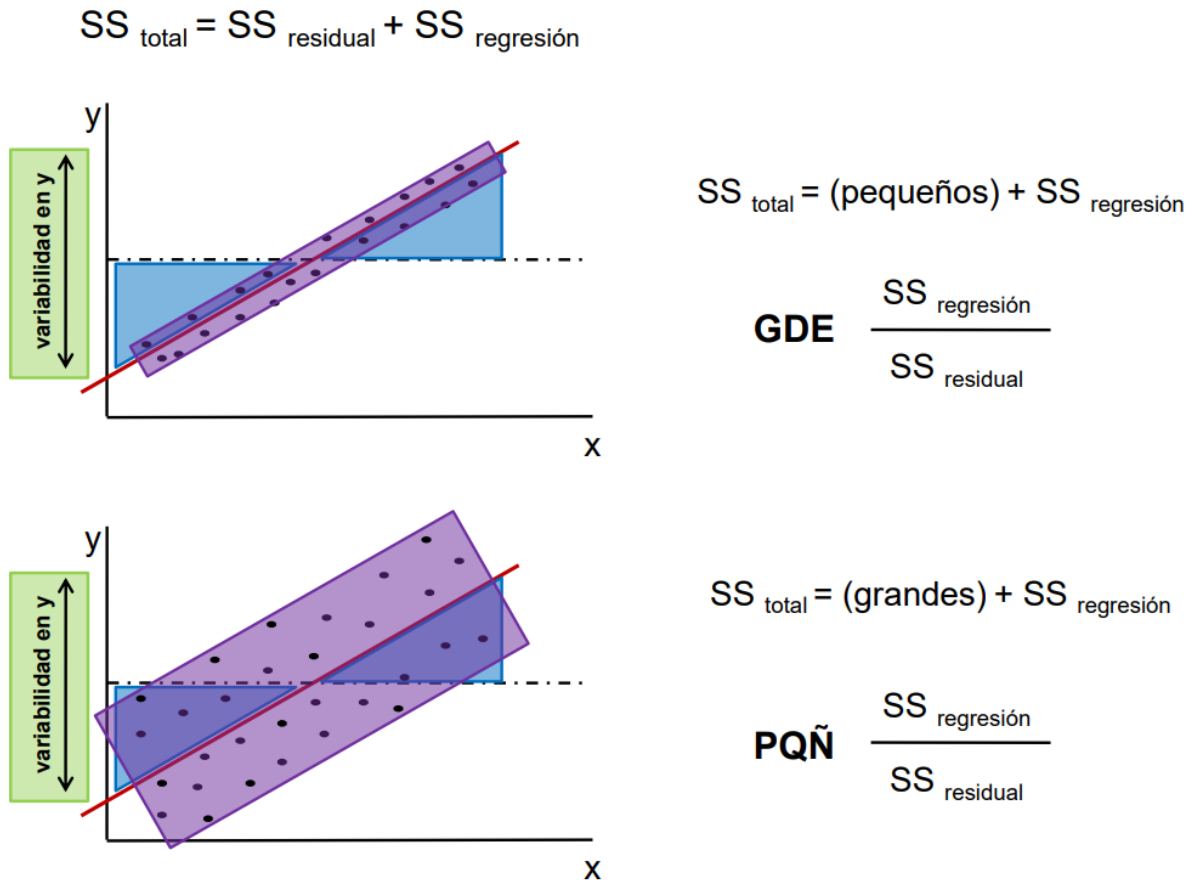 SS total = SS residual + SS regresión
y
variabilidad en y
x
SS total = (pequeños) + SS regresión
GDE SS regresión
SS residual
y
variabilidad en y
x
SS total = (grandes) + SS regresión
PQÑ SS regresión
SS residual